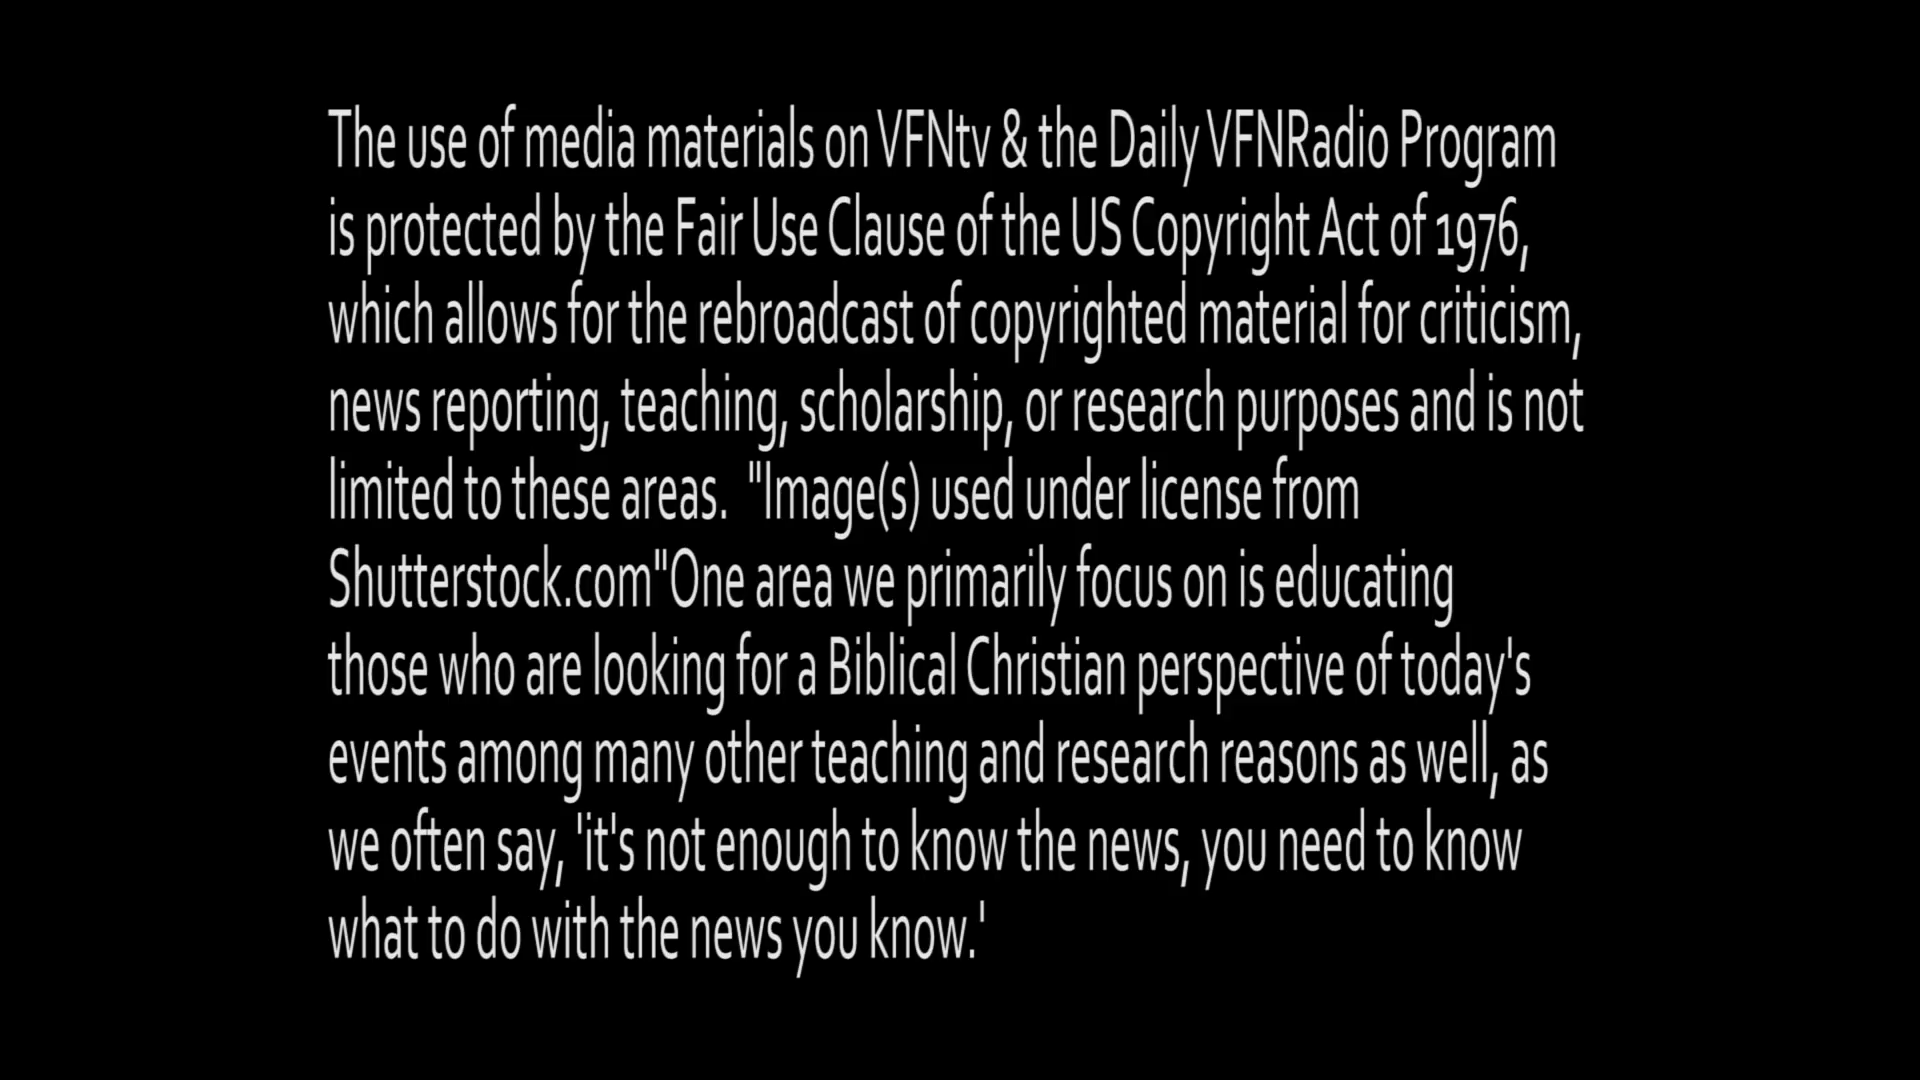 The use of media materials on VFNtv & the Daily VFNRadio Program
is protected by the Fair Use Clause of the US Copyright Act of 1976,
which allows for the rebroadcast of copyrighted material for criticism,
news reporting, teaching, scholarship, or research purposes and is not
limited to these areas.  "Image(s) used under license from
Shutterstock.com"One area we primarily focus on is educating
those who are looking for a Biblical Christian perspective of today's
events among many other teaching and research reasons as well, as
we often say, 'it's not enough to know the news, you need to know
what to do with the news you know.'